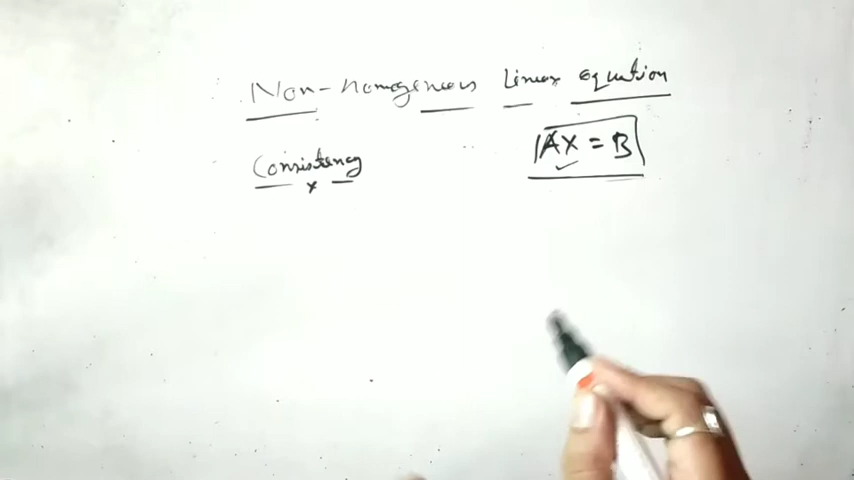 Non-homogeneous Linear equation
AX = B
Consistency
x